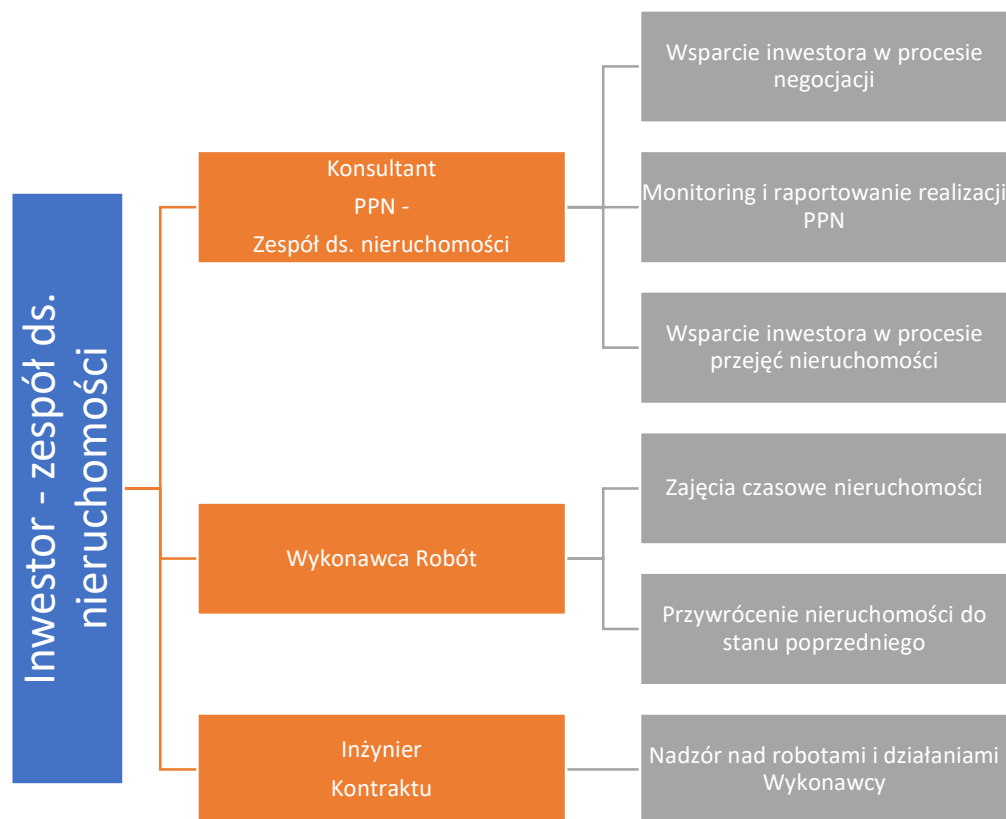 Inwestor - zespół ds.
nieruchomości
Konsultant
PPN -
Zespół ds. nieruchomości
Wsparcie inwestora w procesie
negocjacji
Monitoring i raportowanie realizacji
PPN
Wsparcie inwestora w procesie
przejęć nieruchomości
Wykonawca Robót
Zajęcia czasowe nieruchomości
Przywrócenie nieruchomości do
stanu poprzedniego
Inżynier
Kontraktu
Nadzór nad robotami i działaniami
Wykonawcy